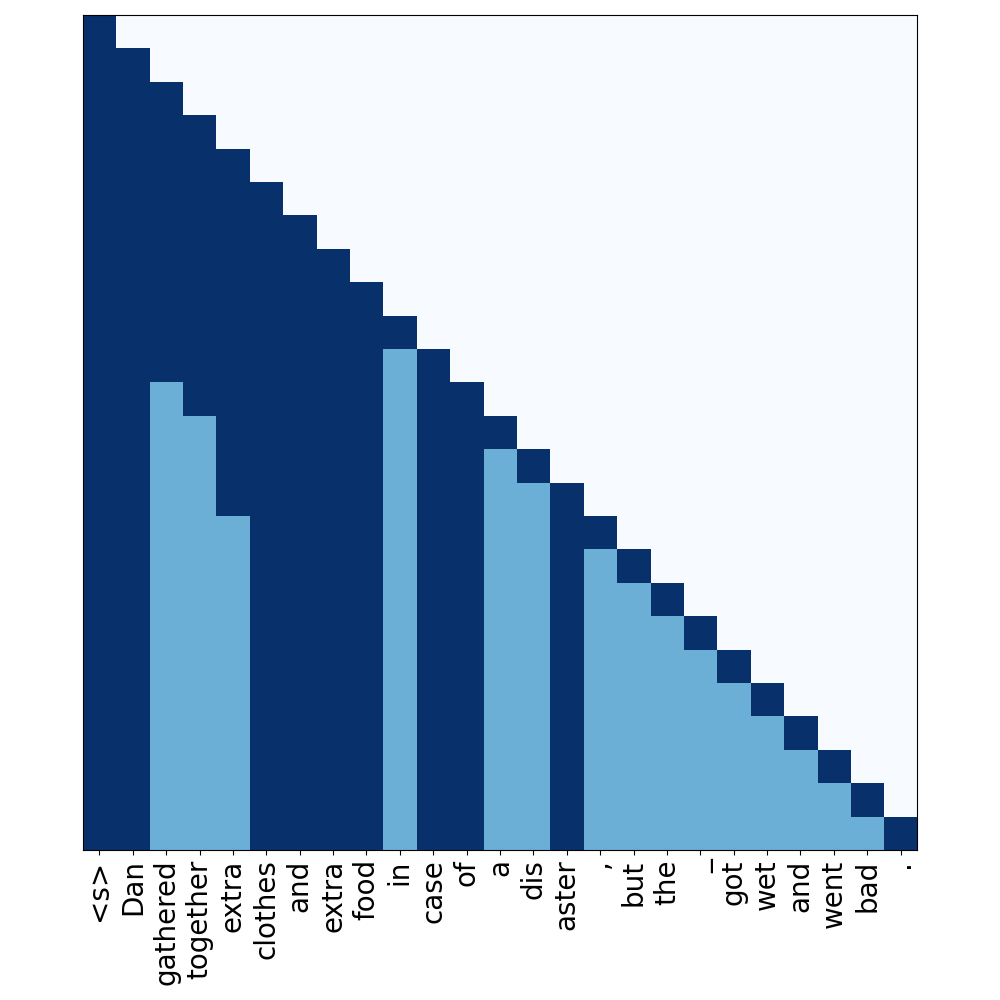 <s> Dan gathered together extra clothes and extra food in case of a dis aster , but the _ got wet and went bad .